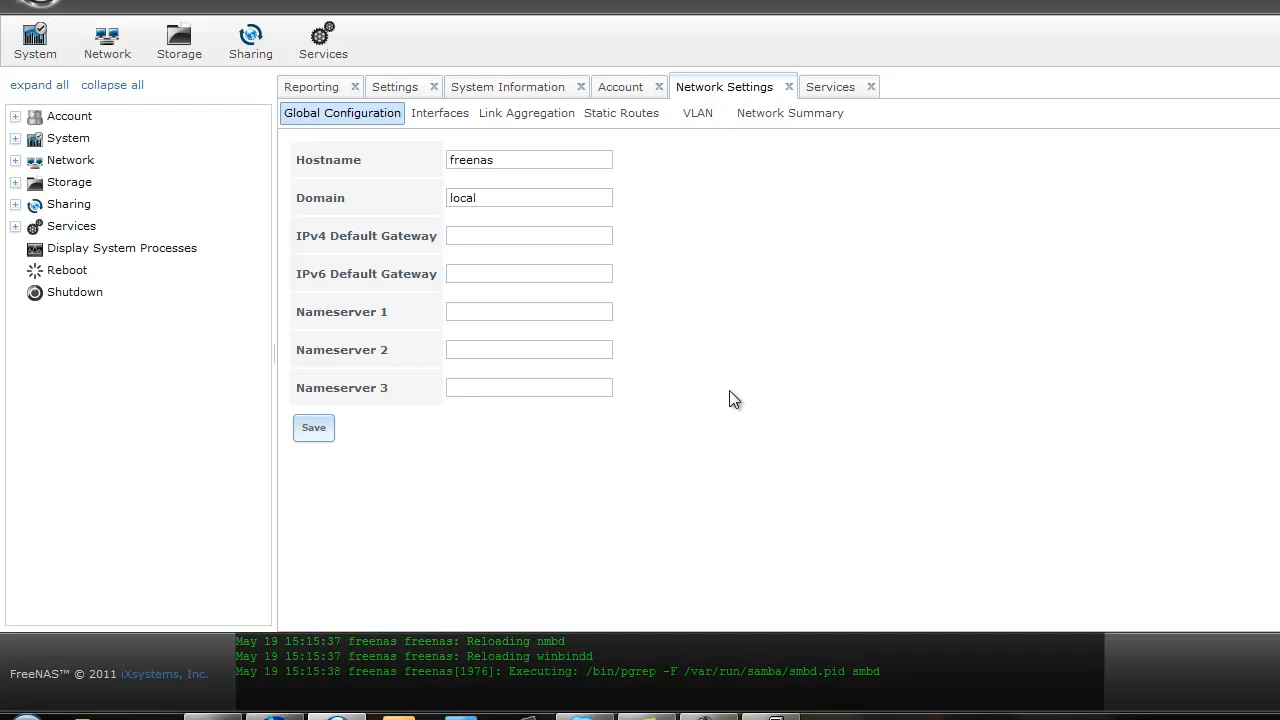 System Network Storage Sharing Services
expand all collapse all
Reporting Settings System Information Account Network Settings Services
Global Configuration Interfaces Link Aggregation Static Routes VLAN Network Summary
Account
System
Network
Storage
Sharing
Services
Display System Processes
Reboot
Shutdown
Hostname freenas
Domain local
IPv4 Default Gateway
IPv6 Default Gateway
Nameserver 1
Nameserver 2
Nameserver 3
Save
May 19 15:15:37 freenas freenas: Reloading nmbd
May 19 15:15:37 freenas freenas: Reloading winbindd
May 19 15:15:38 freenas freenas[1976]: Executing: /bin/pgrep -F /var/run/samba/smbd.pid smbd
FreeNAS™ © 2011 iXsystems, Inc.